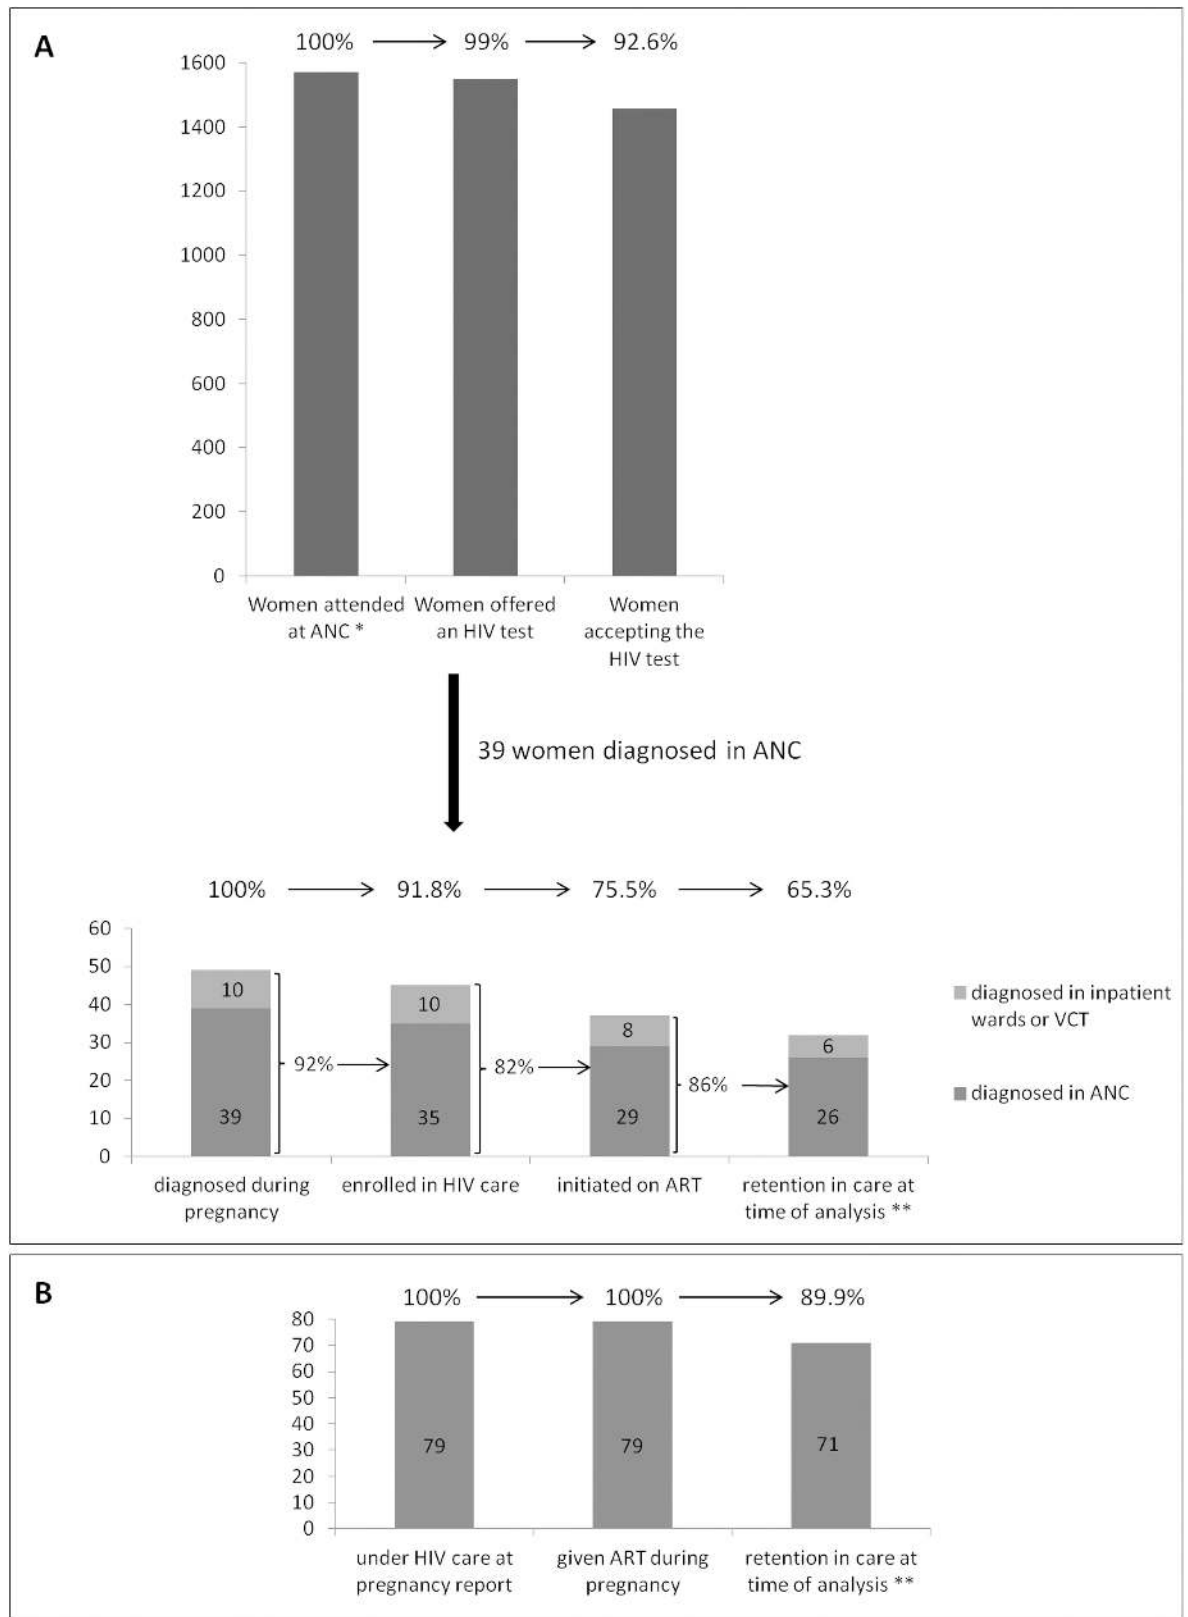 A
100% 99% 92.6%
1600
1400
1200
1000
800
600
400
200
0
Women attended
at ANC *
Women offered
an HIV test
Women
accepting the
HIV test
39 women diagnosed in ANC
100% 91.8% 75.5% 65.3%
60
50
40
30
20
10
0
10
39
92%
10
35
82%
8
29
86%
6
26
diagnosed in inpatient
wards or VCT
diagnosed in ANC
diagnosed during
pregnancy
enrolled in HIV care
initiated on ART
retention in care at
time of analysis **
B
100% 100% 89.9%
80
70
60
50
40
30
20
10
0
79
79
71
under HIV care at
pregnancy report
given ART during
pregnancy
retention in care at
time of analysis **